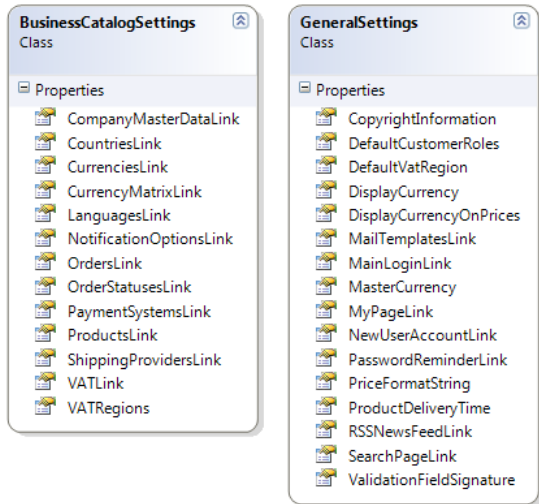 BusinessCatalogSettings
Class
Properties
CompanyMasterDataLink
CountriesLink
CurrenciesLink
CurrencyMatrixLink
LanguagesLink
NotificationOptionsLink
OrdersLink
OrderStatusesLink
PaymentSystemsLink
ProductsLink
ShippingProvidersLink
VATLink
VATRegions
GeneralSettings
Class
Properties
CopyrightInformation
DefaultCustomerRoles
DefaultVatRegion
DisplayCurrency
DisplayCurrencyOnPrices
MailTemplatesLink
MainLoginLink
MasterCurrency
MyPageLink
NewUserAccountLink
PasswordReminderLink
PriceFormatString
ProductDeliveryTime
RSSNewsFeedLink
SearchPageLink
ValidationFieldSignature